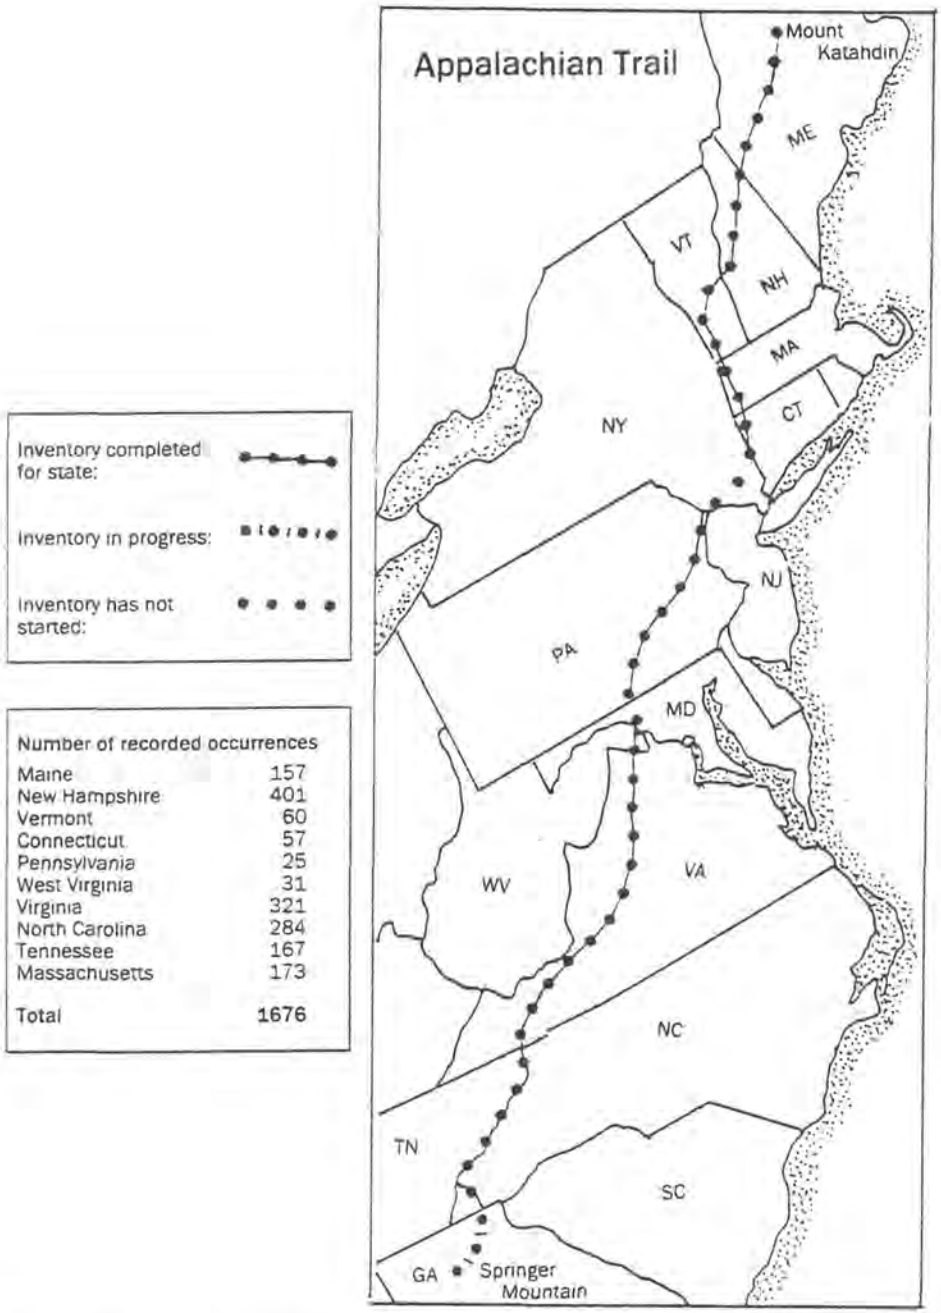 Appalachian Trail
Mount
Katahdin
ME
VT
NH
MA
CT
NY
NJ
PA
MD
WV
VA
NC
TN
SC
GA
Springer
Mountain
Inventory completed
for state:
Inventory in progress:
Inventory has not
started:
Number of recorded occurrences
Maine 157
New Hampshire 401
Vermont 60
Connecticut 57
Pennsylvania 25
West Virginia 31
Virginia 321
North Carolina 284
Tennessee 167
Massachusetts 173
Total 1676